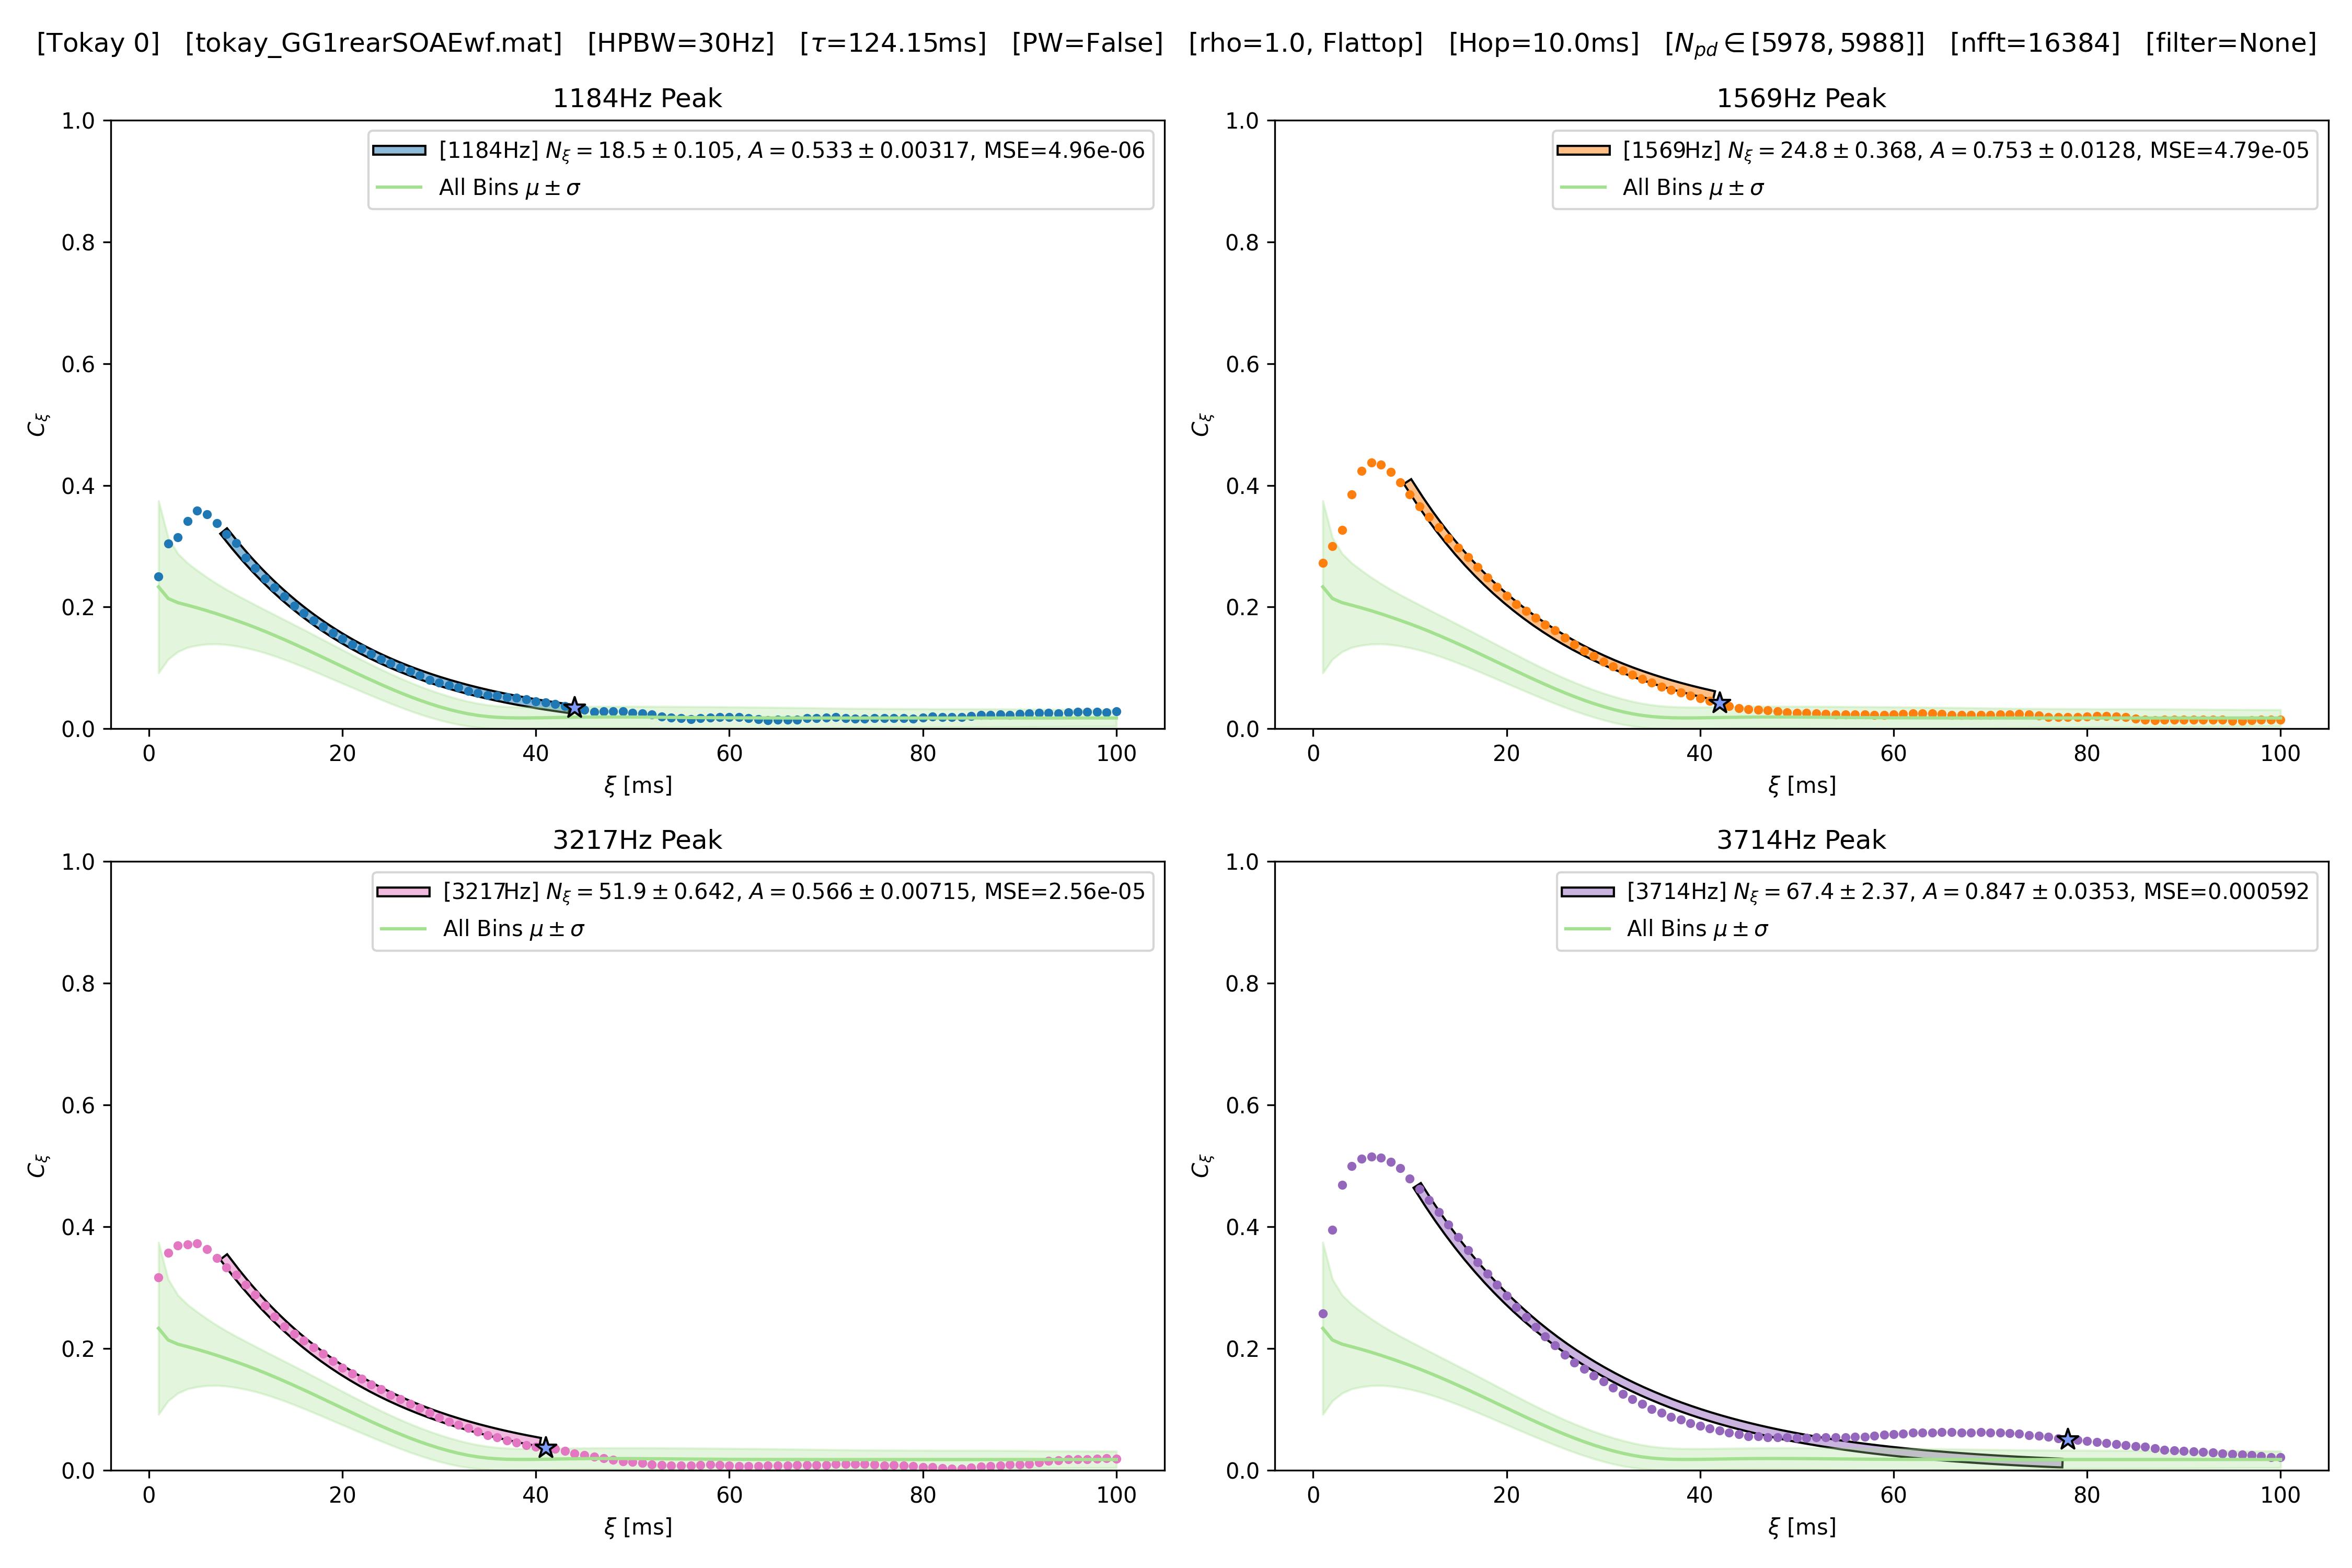 [Tokay 0] [tokay_GG1rearSOAEwf.mat] [HPBW=30Hz] [τ=124.15ms] [PW=False] [rho=1.0, Flattop] [Hop=10.0ms] [N_pd ∈ [5978, 5988]] [nfft=16384] [filter=None]
1184Hz Peak
[1184Hz] N_ξ = 18.5 ± 0.105, A = 0.533 ± 0.00317, MSE=4.96e-06
All Bins μ ± σ
1.0
0.8
0.6
0.4
0.2
0.0
C_ξ
0 20 40 60 80 100
ξ [ms]
1569Hz Peak
[1569Hz] N_ξ = 24.8 ± 0.368, A = 0.753 ± 0.0128, MSE=4.79e-05
All Bins μ ± σ
1.0
0.8
0.6
0.4
0.2
0.0
C_ξ
0 20 40 60 80 100
ξ [ms]
3217Hz Peak
[3217Hz] N_ξ = 51.9 ± 0.642, A = 0.566 ± 0.00715, MSE=2.56e-05
All Bins μ ± σ
1.0
0.8
0.6
0.4
0.2
0.0
C_ξ
0 20 40 60 80 100
ξ [ms]
3714Hz Peak
[3714Hz] N_ξ = 67.4 ± 2.37, A = 0.847 ± 0.0353, MSE=0.000592
All Bins μ ± σ
1.0
0.8
0.6
0.4
0.2
0.0
C_ξ
0 20 40 60 80 100
ξ [ms]